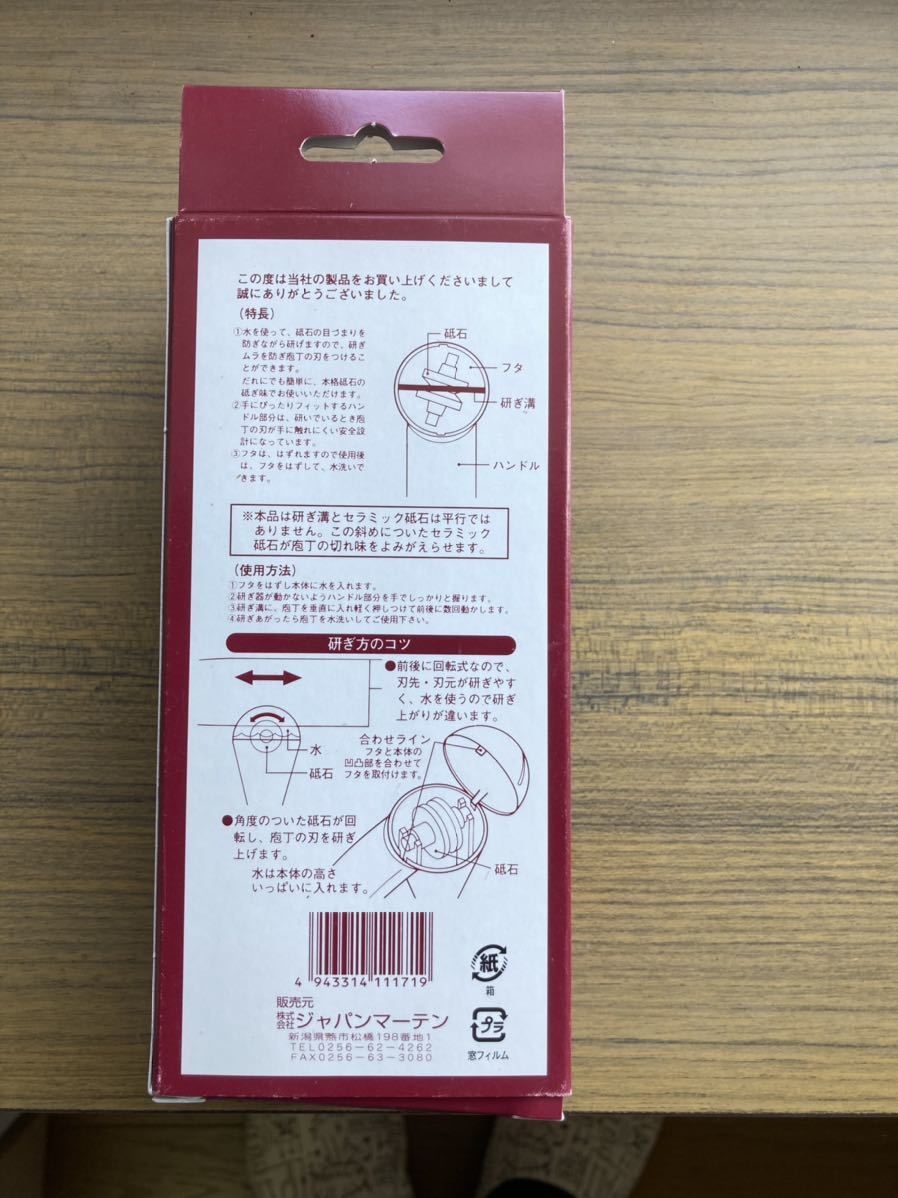 この度は当社の製品をお買い上げくださいまして
誠にありがとうございました。
（特長）
①水を使って、砥石の目づまりを
防ぎながら研げますので、研ぎ
ムラを防ぎ庖丁の刃をつけるこ
とができます。
だれにでも簡単に、本格砥石の
砥ぎ味でお使いいただけます。
②手にぴったりフィットするハン
ドル部分は、研いでいるとき庖
丁の刃が手に触れにくい安全設
計になっています。
③フタは、はずれますので使用後
は、フタをはずして、水洗いで
きます。
砥石
フタ
研ぎ溝
ハンドル
※本品は研ぎ溝とセラミック砥石は平行では
ありません。この斜めについたセラミック
砥石が庖丁の切れ味をよみがえらせます。
（使用方法）
①フタをはずし本体に水を入れます。
②研ぎ器が動かないようハンドル部分を手でしっかりと握ります。
③研ぎ溝に、庖丁を垂直に入れ軽く押しつけて前後に数回動かします。
④研ぎあがったら庖丁を水洗いしてご使用下さい。
研ぎ方のコツ
●前後に回転式なので、
刃先・刃元が研ぎやす
く、水を使うので研ぎ
上がりが違います。
水
砥石
合わせライン
フタと本体の
凹凸部を合わせて
フタを取付けます。
●角度のついた砥石が回
転し、庖丁の刃を研ぎ
上げます。
水は本体の高さ
いっぱいに入れます。
砥石
4 943314 111719
販売元
株式会社ジャパンマーテン
新潟県燕市松橋198番地1
TEL0256-62-4262
FAX0256-63-3080
紙
箱
プラ
窓フィルム